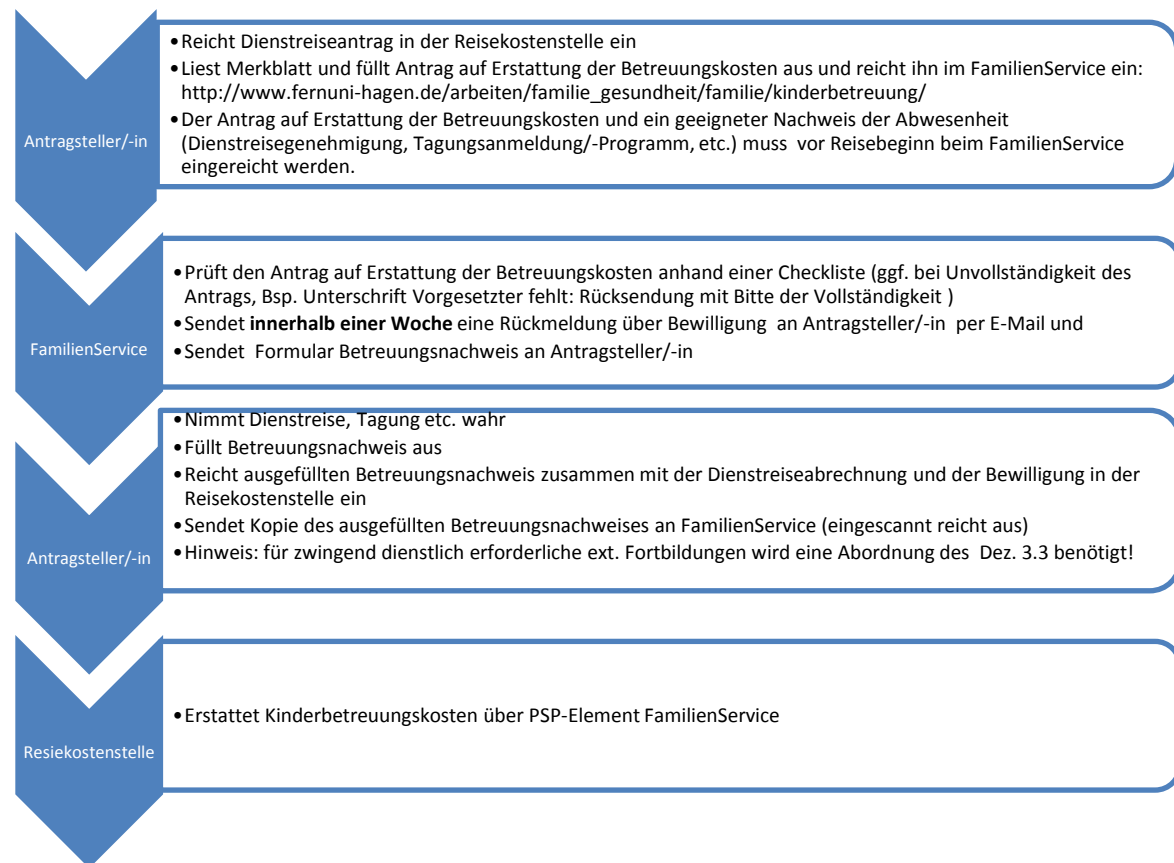 Antragsteller/-in
•Reicht Dienstreiseantrag in der Reisekostenstelle ein
•Liest Merkblatt und füllt Antrag auf Erstattung der Betreuungskosten aus und reicht ihn im FamilienService ein:
http://www.fernuni-hagen.de/arbeiten/familie_gesundheit/familie/kinderbetreuung/
•Der Antrag auf Erstattung der Betreuungskosten und ein geeigneter Nachweis der Abwesenheit
(Dienstreisegenehmigung, Tagungsanmeldung/-Programm, etc.) muss vor Reisebeginn beim FamilienService
eingereicht werden.
FamilienService
•Prüft den Antrag auf Erstattung der Betreuungskosten anhand einer Checkliste (ggf. bei Unvollständigkeit des
Antrags, Bsp. Unterschrift Vorgesetzter fehlt: Rücksendung mit Bitte der Vollständigkeit )
•Sendet innerhalb einer Woche eine Rückmeldung über Bewilligung an Antragsteller/-in per E-Mail und
•Sendet Formular Betreuungsnachweis an Antragsteller/-in
Antragsteller/-in
•Nimmt Dienstreise, Tagung etc. wahr
•Füllt Betreuungsnachweis aus
•Reicht ausgefüllten Betreuungsnachweis zusammen mit der Dienstreiseabrechnung und der Bewilligung in der
Reisekostenstelle ein
•Sendet Kopie des ausgefüllten Betreuungsnachweises an FamilienService (eingescannt reicht aus)
•Hinweis: für zwingend dienstlich erforderliche ext. Fortbildungen wird eine Abordnung des Dez. 3.3 benötigt!
Resiekostenstelle
•Erstattet Kinderbetreuungskosten über PSP-Element FamilienService